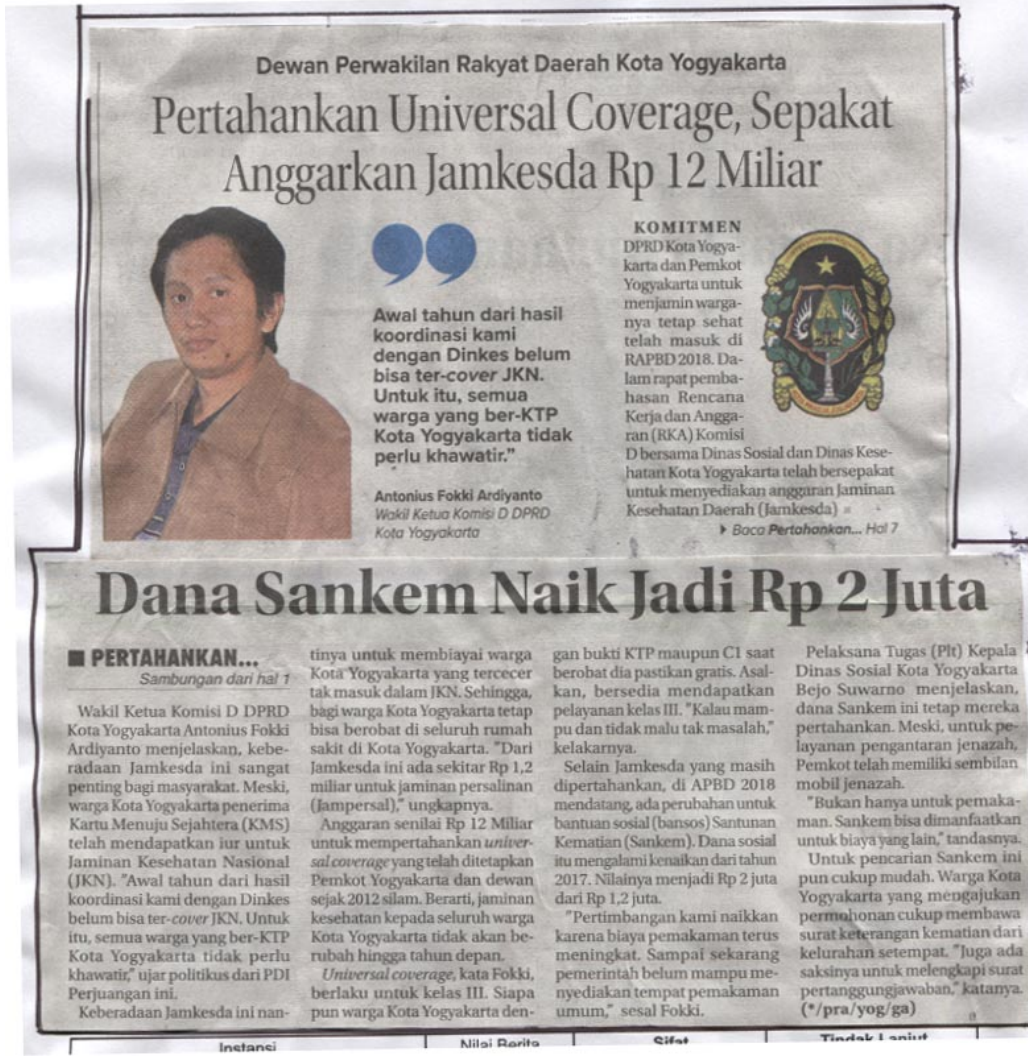 Dewan Perwakilan Rakyat Daerah Kota Yogyakarta
Pertahankan Universal Coverage, Sepakat
Anggarkan Jamkesda Rp 12 Miliar
Awal tahun dari hasil
koordinasi kami
dengan Dinkes belum
bisa ter-cover JKN.
Untuk itu, semua
warga yang ber-KTP
Kota Yogyakarta tidak
perlu khawatir."
Antonius Fokki Ardiyanto
Wakil Ketua Komisi D DPRD
Kota Yogyakarta
KOMITMEN
DPRD Kota Yogya-
karta dan Pemkot
Yogyakarta untuk
menjamin warga-
nya tetap sehat
telah masuk di
RAPBD 2018. Da-
lam rapat pemba-
hasan Rencana
Kerja dan Angga-
ran (RKA) Komisi
D bersama Dinas Sosial dan Dinas Kese-
hatan Kota Yogyakarta telah bersepakat
untuk menyediakan anggaran Jaminan
Kesehatan Daerah (Jamkesda)
Baca Pertahankan... Hal 7
Dana Sankem Naik Jadi Rp 2 Juta
PERTAHANKAN...
Sambungan dari hal 1
Wakil Ketua Komisi D DPRD
Kota Yogyakarta Antonius Fokki
Ardiyanto menjelaskan, kebe-
radaan Jamkesda ini sangat
penting bagi masyarakat. Meski,
warga Kota Yogyakarta penerima
Kartu Menuju Sejahtera (KMS)
telah mendapatkan iur untuk
Jaminan Kesehatan Nasional
(JKN). "Awal tahun dari hasil
koordinasi kami dengan Dinkes
belum bisa ter-cover JKN. Untuk
itu, semua warga yang ber-KTP
Kota Yogyakarta tidak perlu
khawatir," ujar politikus dari PDI
Perjuangan ini.
Keberadaan Jamkesda ini nan-
tinya untuk membiayai warga
Kota Yogyakarta yang tercecer
tak masuk dalam JKN. Sehingga,
bagi warga Kota Yogyakarta tetap
bisa berobat di seluruh rumah
sakit di Kota Yogyakarta. "Dari
Jamkesda ini ada sekitar Rp 1,2
miliar untuk jaminan persalinan
(Jampersal)," ungkapnya.
Anggaran senilai Rp 12 Miliar
untuk mempertahankan univer-
sal coverage yang telah ditetapkan
Pemkot Yogyakarta dan dewan
sejak 2012 silam. Berarti, jaminan
kesehatan kepada seluruh warga
Kota Yogyakarta tidak akan be-
rubah hingga tahun depan.
Universal coverage, kata Fokki,
berlaku untuk kelas III. Siapa
pun warga Kota Yogyakarta den-
gan bukti KTP maupun C1 saat
berobat dia pastikan gratis. Asal-
kan, bersedia mendapatkan
pelayanan kelas III. "Kalau mam-
pu dan tidak malu tak masalah,"
kelakarnya.
Selain Jamkesda yang masih
dipertahankan, di APBD 2018
mendatang, ada perubahan untuk
bantuan sosial (bansos) Santunan
Kematian (Sankem). Dana sosial
itu mengalami kenaikan dari tahun
2017. Nilainya menjadi Rp 2 juta
dari Rp 1,2 juta.
"Pertimbangan kami naikkan
karena biaya pemakaman terus
meningkat. Sampai sekarang
pemerintah belum mampu me-
nyediakan tempat pemakaman
umum," sesal Fokki.
Pelaksana Tugas (Plt) Kepala
Dinas Sosial Kota Yogyakarta
Bejo Suwarno menjelaskan,
dana Sankem ini tetap mereka
pertahankan. Meski, untuk pe-
layanan pengantaran jenazah,
Pemkot telah memiliki sembilan
mobil jenazah.
"Bukan hanya untuk pemaka-
man. Sankem bisa dimanfaatkan
untuk biaya yang lain," tandasnya.
Untuk pencarian Sankem ini
pun cukup mudah. Warga Kota
Yogyakarta yang mengajukan
permohonan cukup membawa
surat keterangan kematian dari
kelurahan setempat. "Juga ada
saksinya untuk melengkapi surat
pertanggungjawaban," katanya.
(*/pra/yog/ga)
Instansi
Nilai Berita
Sifat
Tindak Lanjut